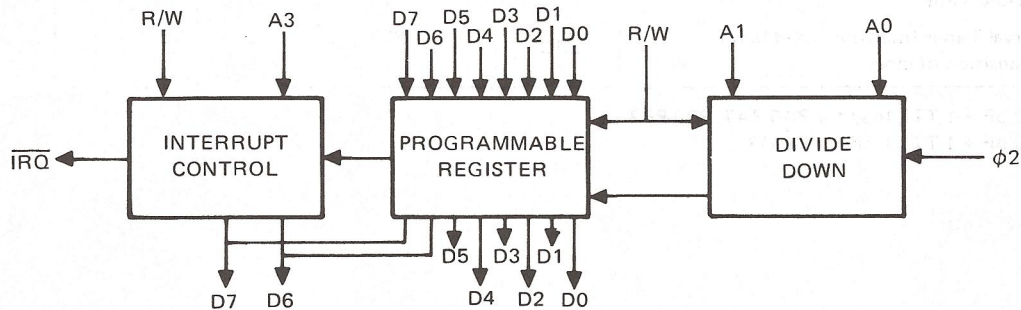 R/W
A3
D7
D6
D5
D4
D3
D2
D1
D0
R/W
A1
A0
IRQ
INTERRUPT
CONTROL
PROGRAMMABLE
REGISTER
DIVIDE
DOWN
φ2
D7
D6
D5
D4
D3
D2
D1
D0